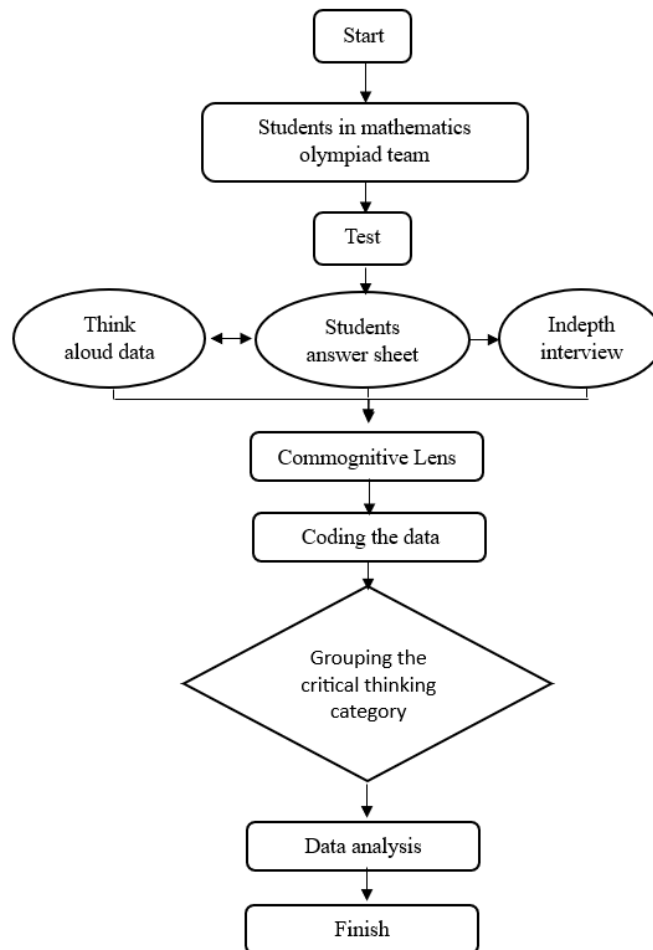 Start
Students in mathematics
olympiad team
Test
Think
aloud data
Students
answer sheet
Indepth
interview
Commognitive Lens
Coding the data
Grouping the
critical thinking
category
Data analysis
Finish